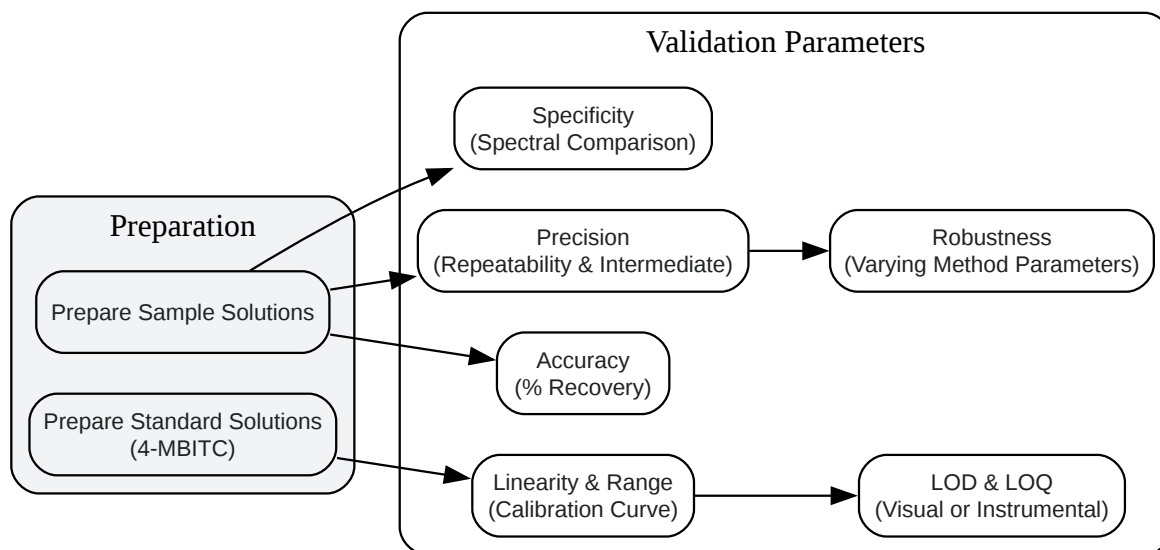 Validation Parameters
Specificity
(Spectral Comparison)
Preparation
Precision
(Repeatability & Intermediate)
Robustness
(Varying Method Parameters)
Prepare Sample Solutions
Accuracy
(% Recovery)
Prepare Standard Solutions
(4-MBITC)
Linearity & Range
(Calibration Curve)
LOD & LOQ
(Visual or Instrumental)